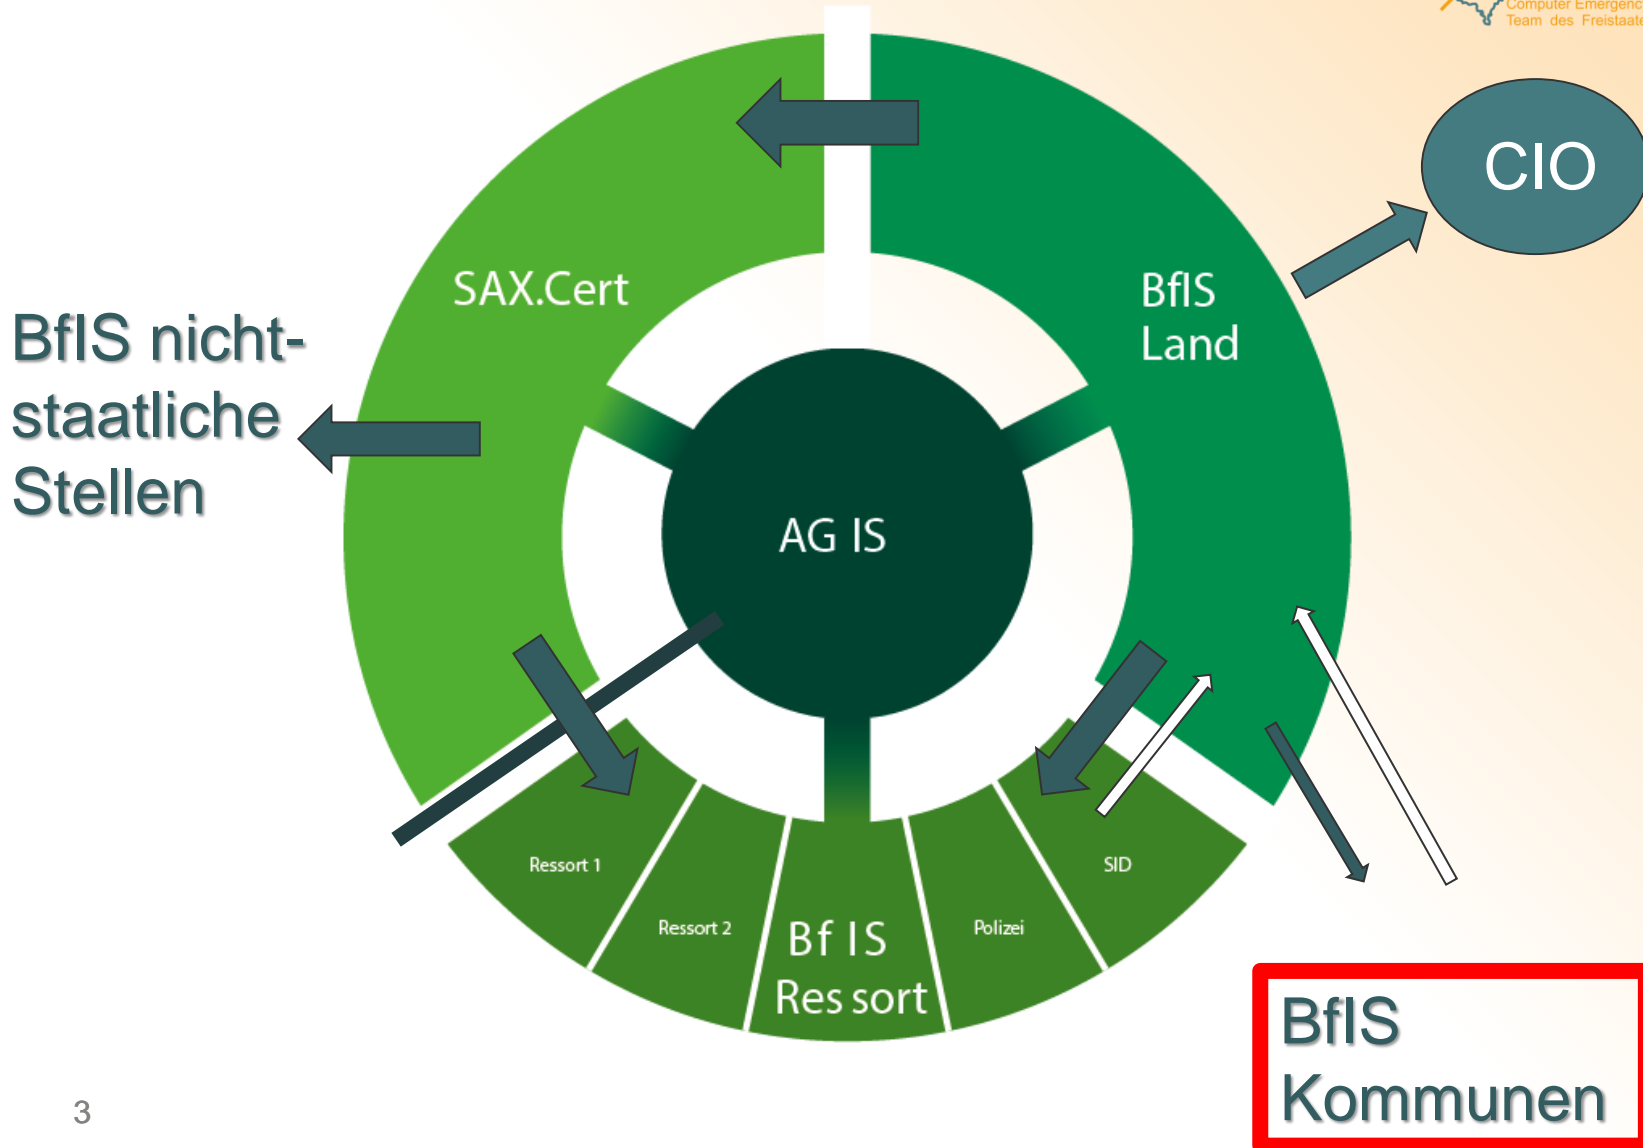 Computer Emergenc
Team des Freistaate
CIO
SAX.Cert
BfIS
Land
BfIS nicht-
staatliche
Stellen
AG IS
Ressort 1
SID
Ressort 2
Bf IS
Res sort
Polizei
BfIS
Kommunen
3